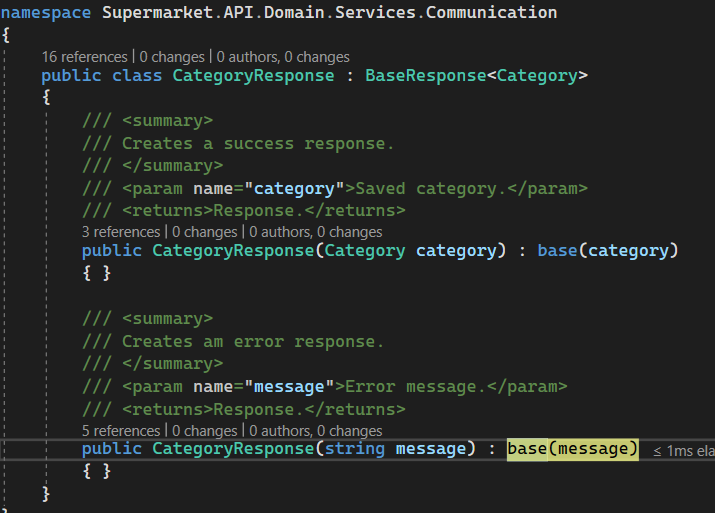 namespace Supermarket.API.Domain.Services.Communication
{
16 references | 0 changes | 0 authors, 0 changes
public class CategoryResponse : BaseResponse<Category>
{
/// <summary>
/// Creates a success response.
/// </summary>
/// <param name="category">Saved category.</param>
/// <returns>Response.</returns>
3 references | 0 changes | 0 authors, 0 changes
public CategoryResponse(Category category) : base(category)
{ }
/// <summary>
/// Creates am error response.
/// </summary>
/// <param name="message">Error message.</param>
/// <returns>Response.</returns>
5 references | 0 changes | 0 authors, 0 changes
public CategoryResponse(string message) : base(message) ≤ 1ms ela
{ }
}
}